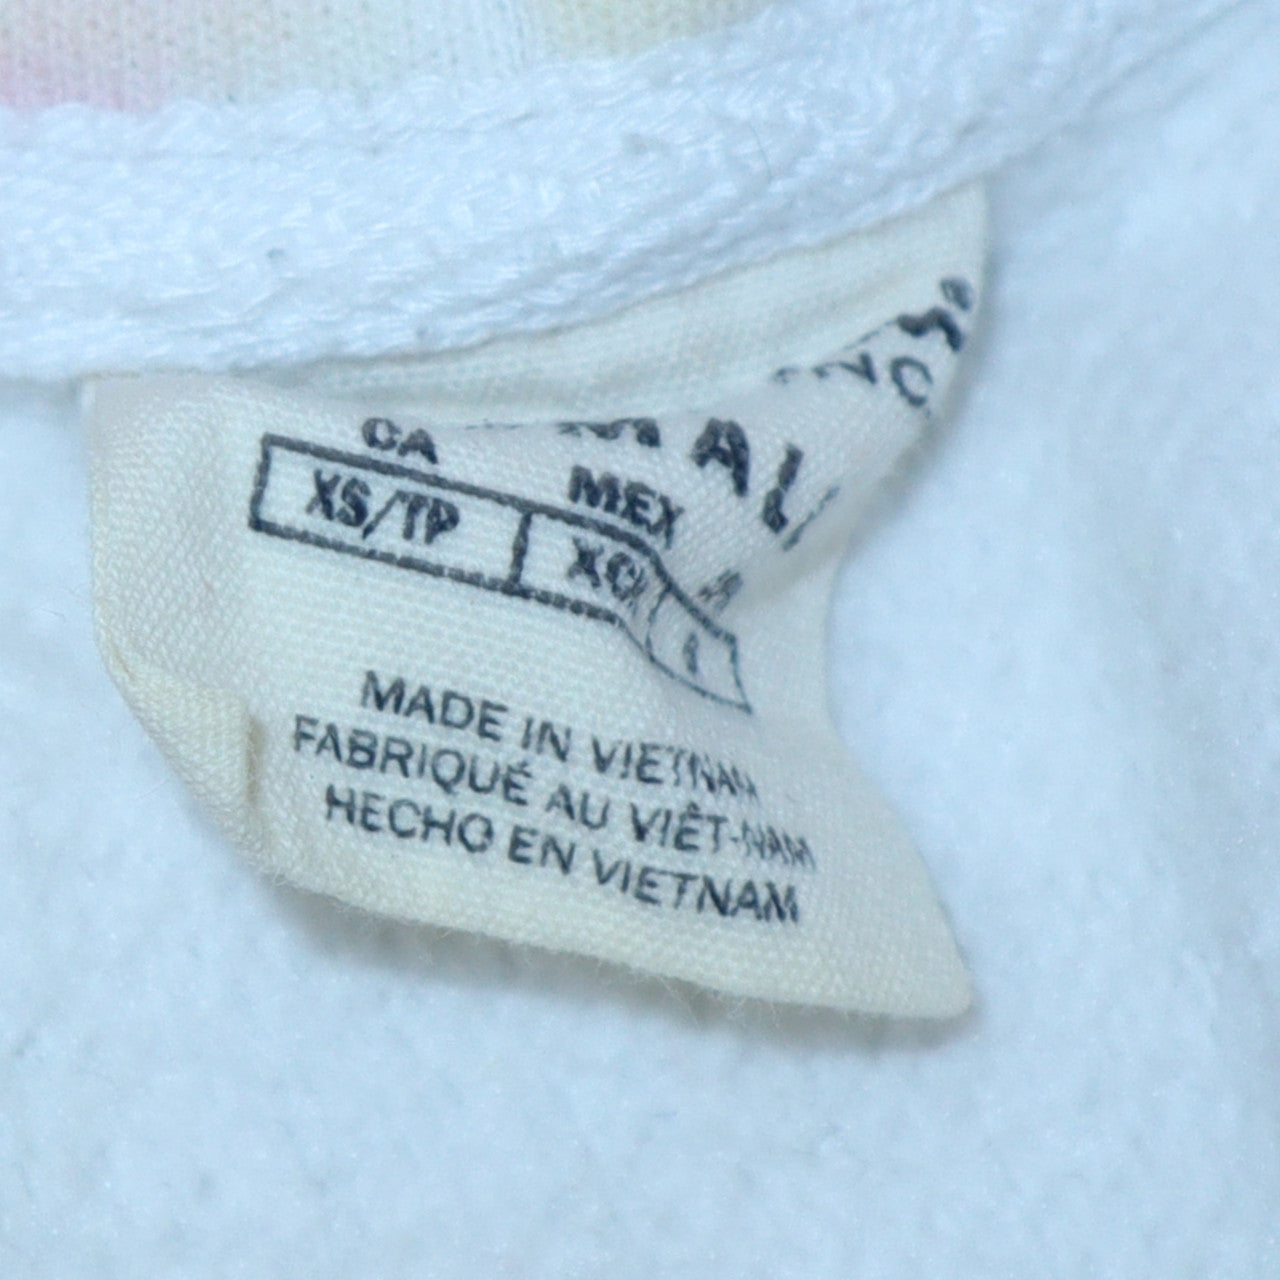 CA
MEX
XS/TP
MADE IN VIETNAM
FABRIQUÉ AU VIÊT-NAM
HECHO EN VIETNAM